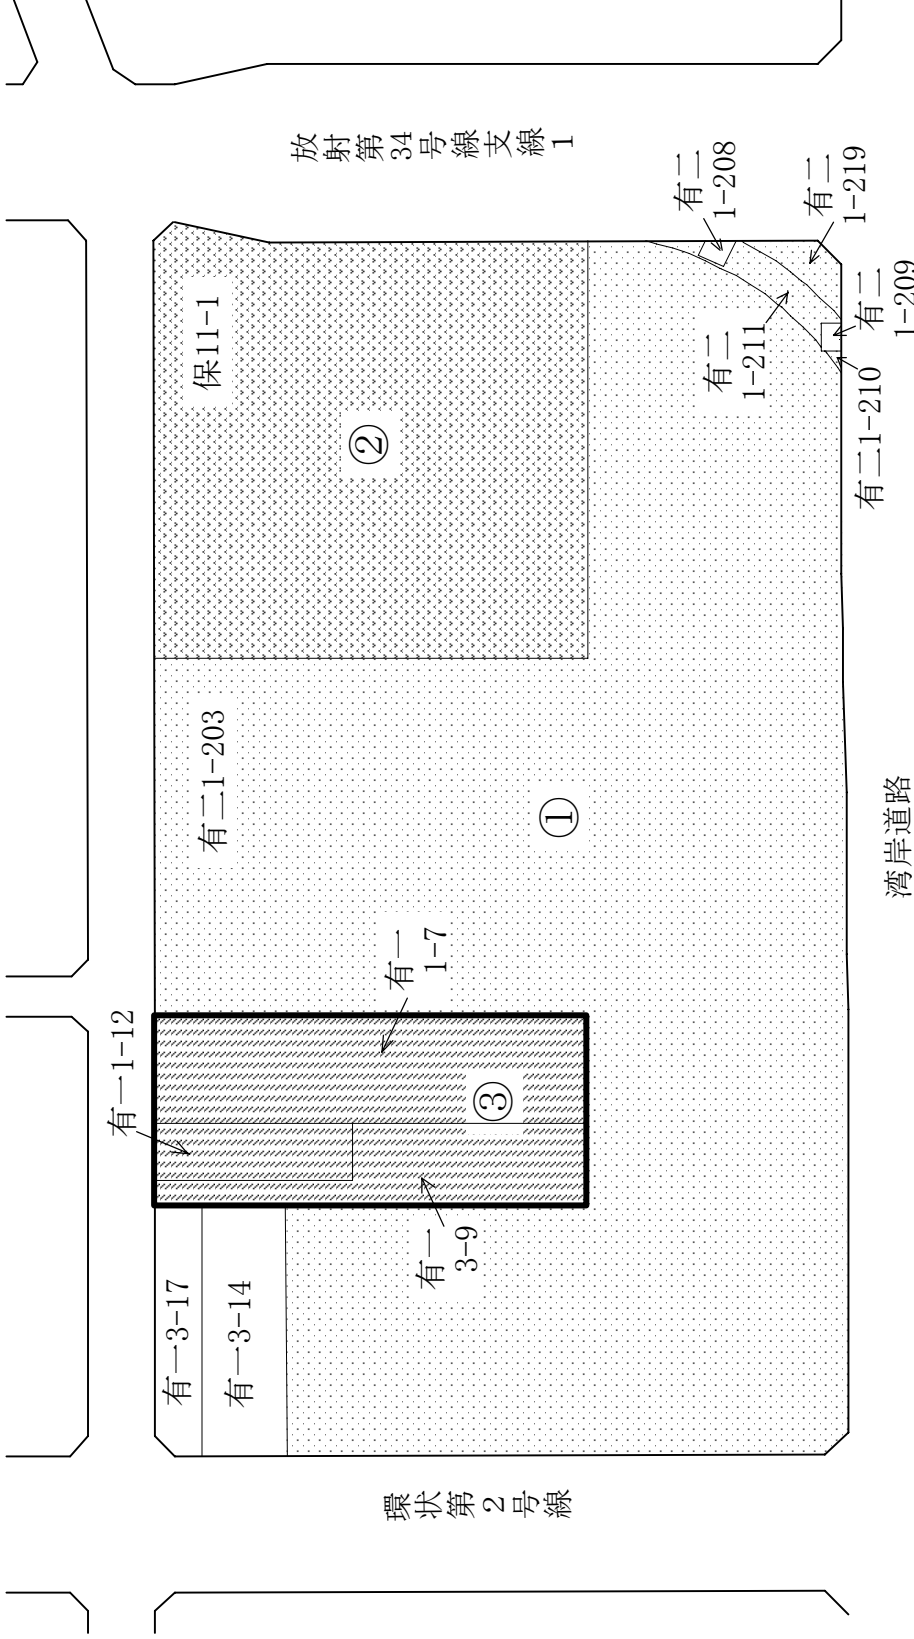 環状第2号線
有一3-17
有一3-14
有一1-12
有一
3-9
③
有一
1-7
有二1-203
①
保11-1
②
放射第34号線支線1
有二
1-208
有二
1-219
有二
1-211
有二
1-209
有二1-210
湾岸道路